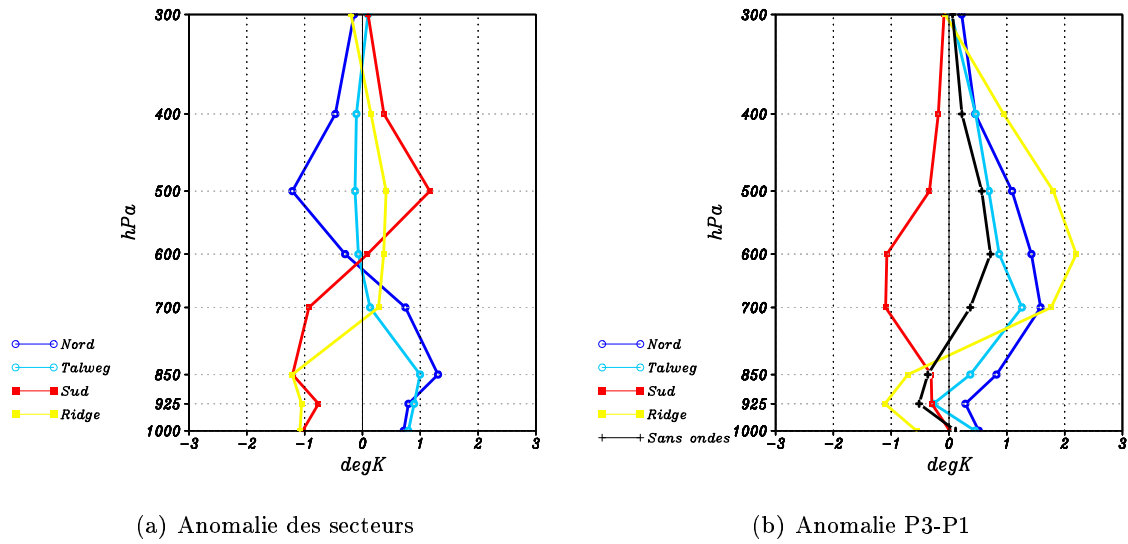 300
400
500
600
700
850
925
1000
hPa
-3 -2 -1 0 1 2 3
degK
Nord
Talweg
Sud
Ridge
(a) Anomalie des secteurs
300
400
500
600
700
850
925
1000
hPa
-3 -2 -1 0 1 2 3
degK
Nord
Talweg
Sud
Ridge
Sans ondes
(b) Anomalie P3-P1